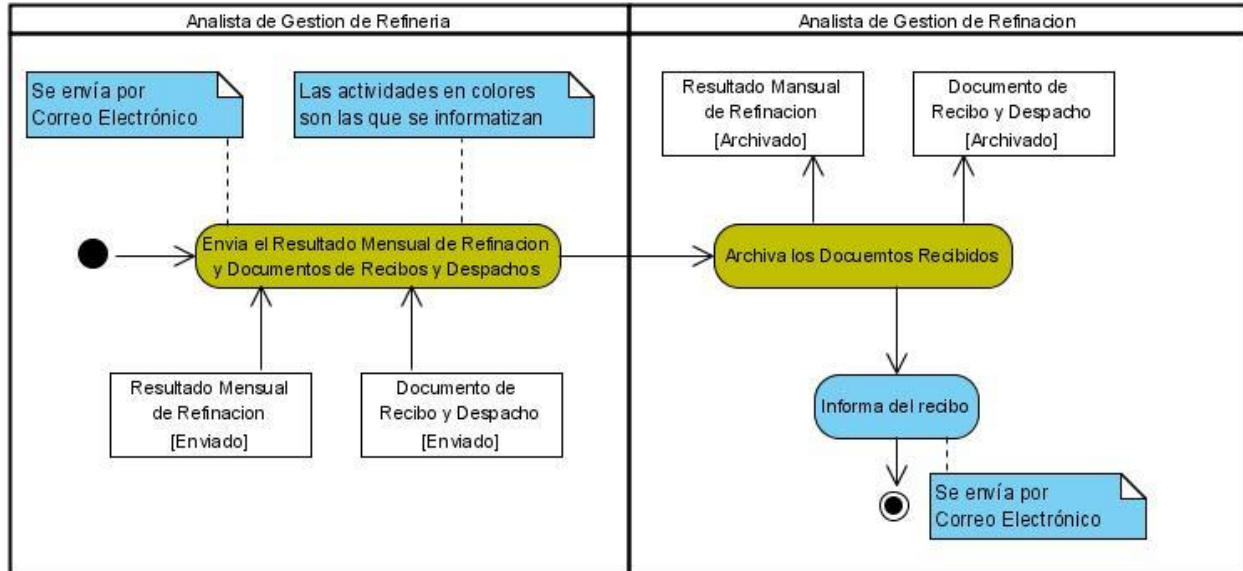 Analista de Gestion de Refineria
Analista de Gestion de Refinacion
Se envía por
Correo Electrónico
Las actividades en colores
son las que se informatizan
Resultado Mansual
de Refinacion
[Archivado]
Documento de
Recibo y Despacho
[Archivado]
Envia el Resultado Mensual de Refinacion
y Documentos de Recibos y Despachos
Archiva los Docuemtos Recibidos
Resultado Mensual
de Refinacion
[Enviado]
Documento de
Recibo y Despacho
[Enviado]
Informa del recibo
Se envía por
Correo Electrónico